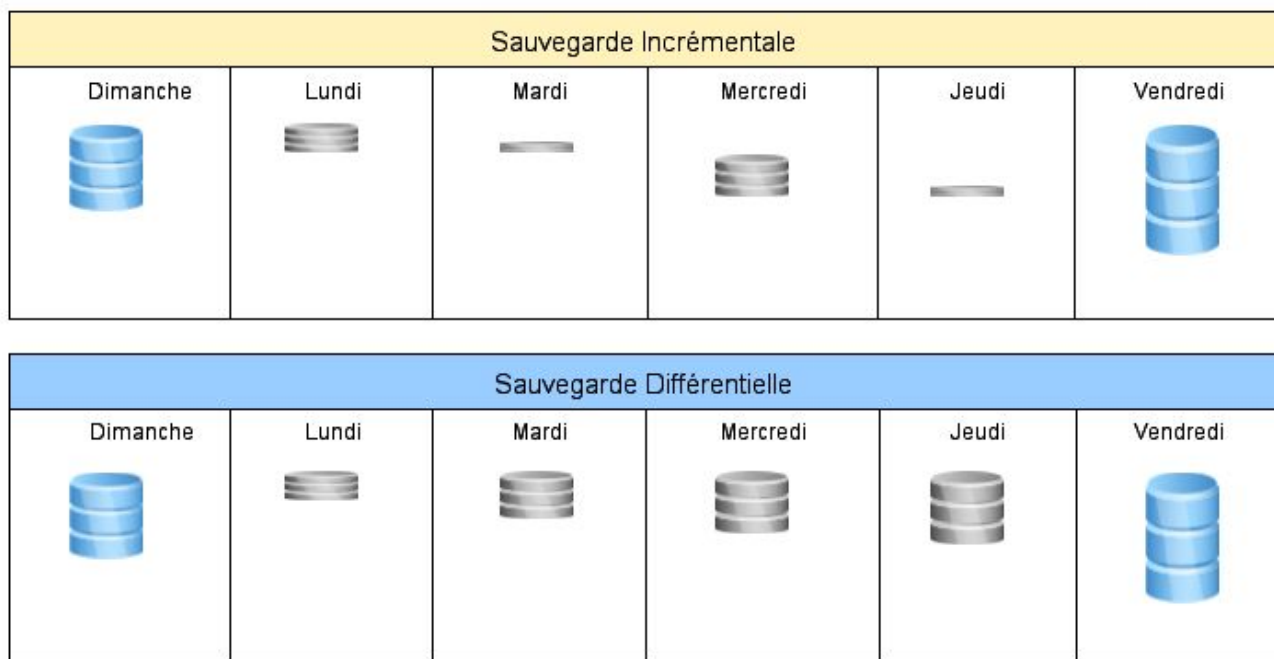 Sauvegarde Incrémentale
Dimanche Lundi Mardi Mercredi Jeudi Vendredi
Sauvegarde Différentielle
Dimanche Lundi Mardi Mercredi Jeudi Vendredi